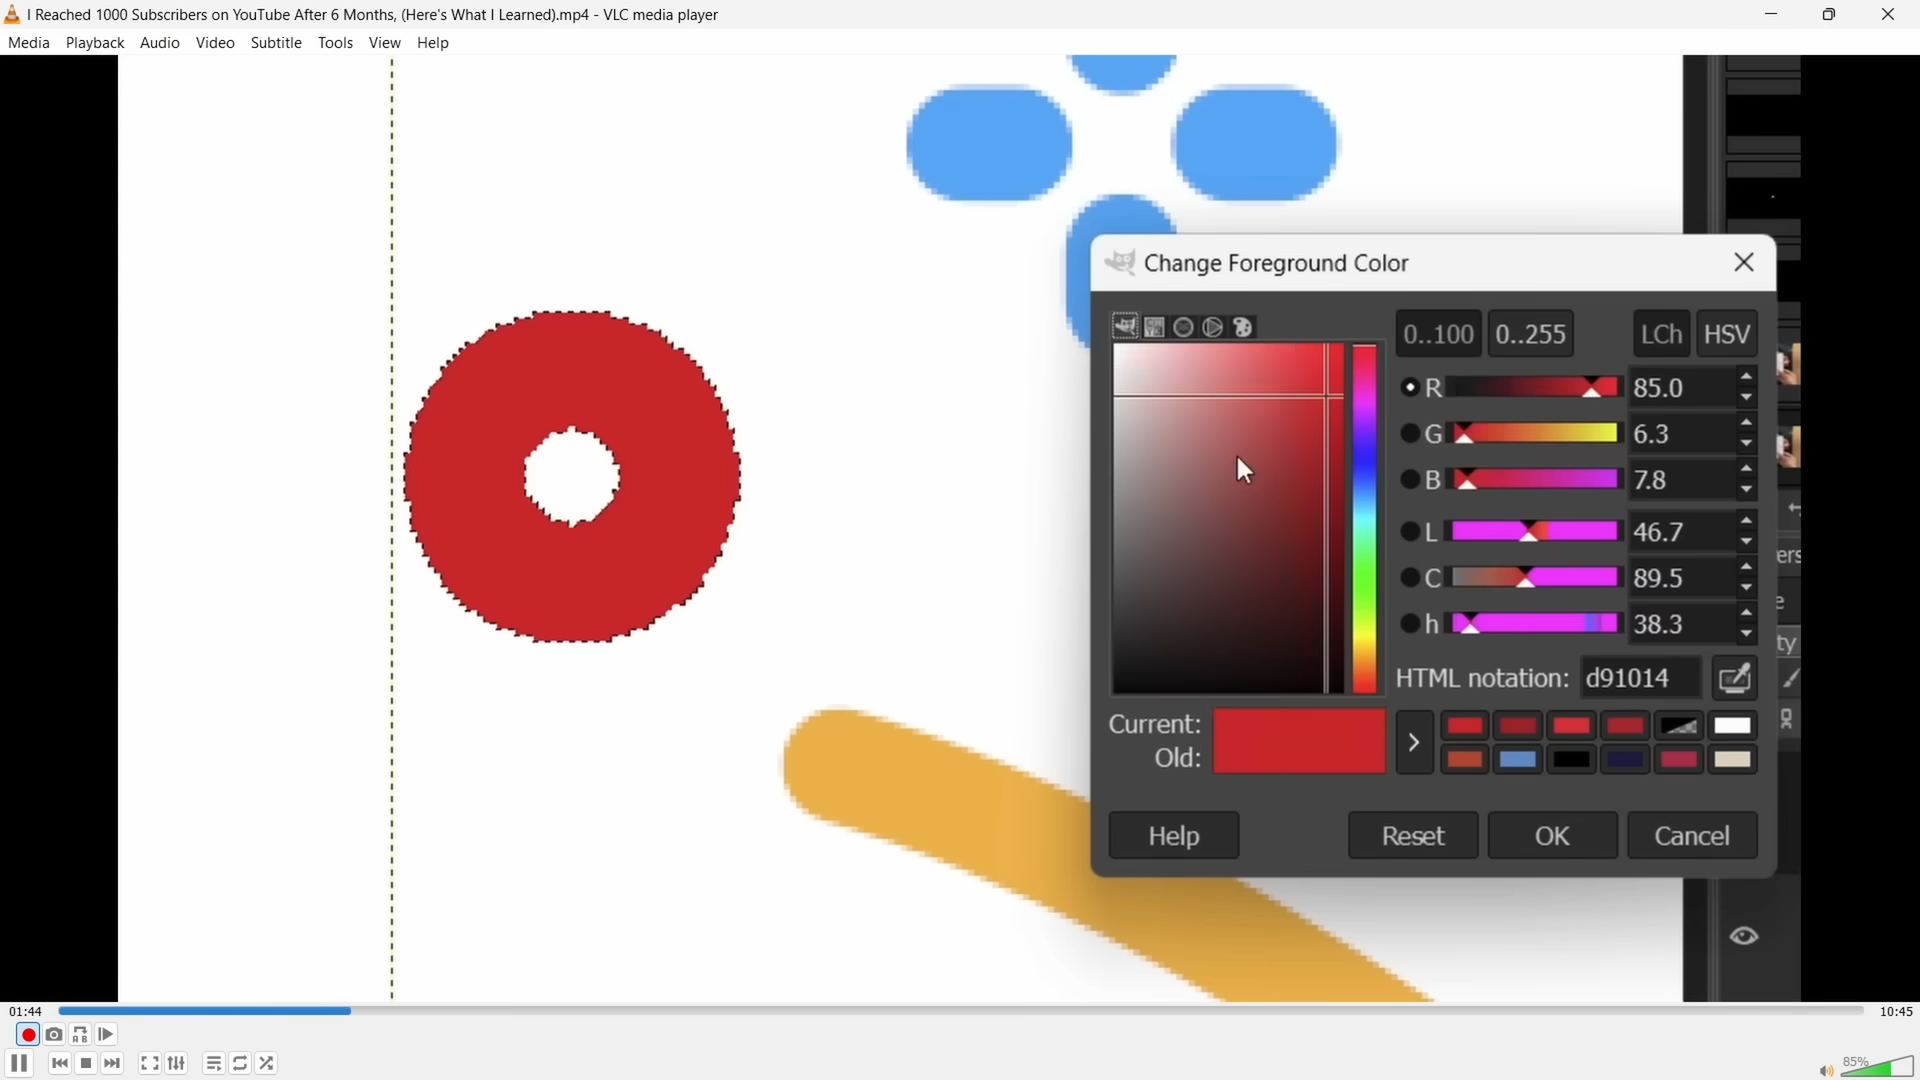 I Reached 1000 Subscribers on YouTube After 6 Months, (Here's What I Learned).mp4 - VLC media player
Media Playback Audio Video Subtitle Tools View Help
Change Foreground Color
0..100 0..255 LCh HSV
R 85.0
G 6.3
B 7.8
L 46.7
C 89.5
h 38.3
HTML notation: d91014
Current:
Old:
Help Reset OK Cancel
01:44 10:45
85%